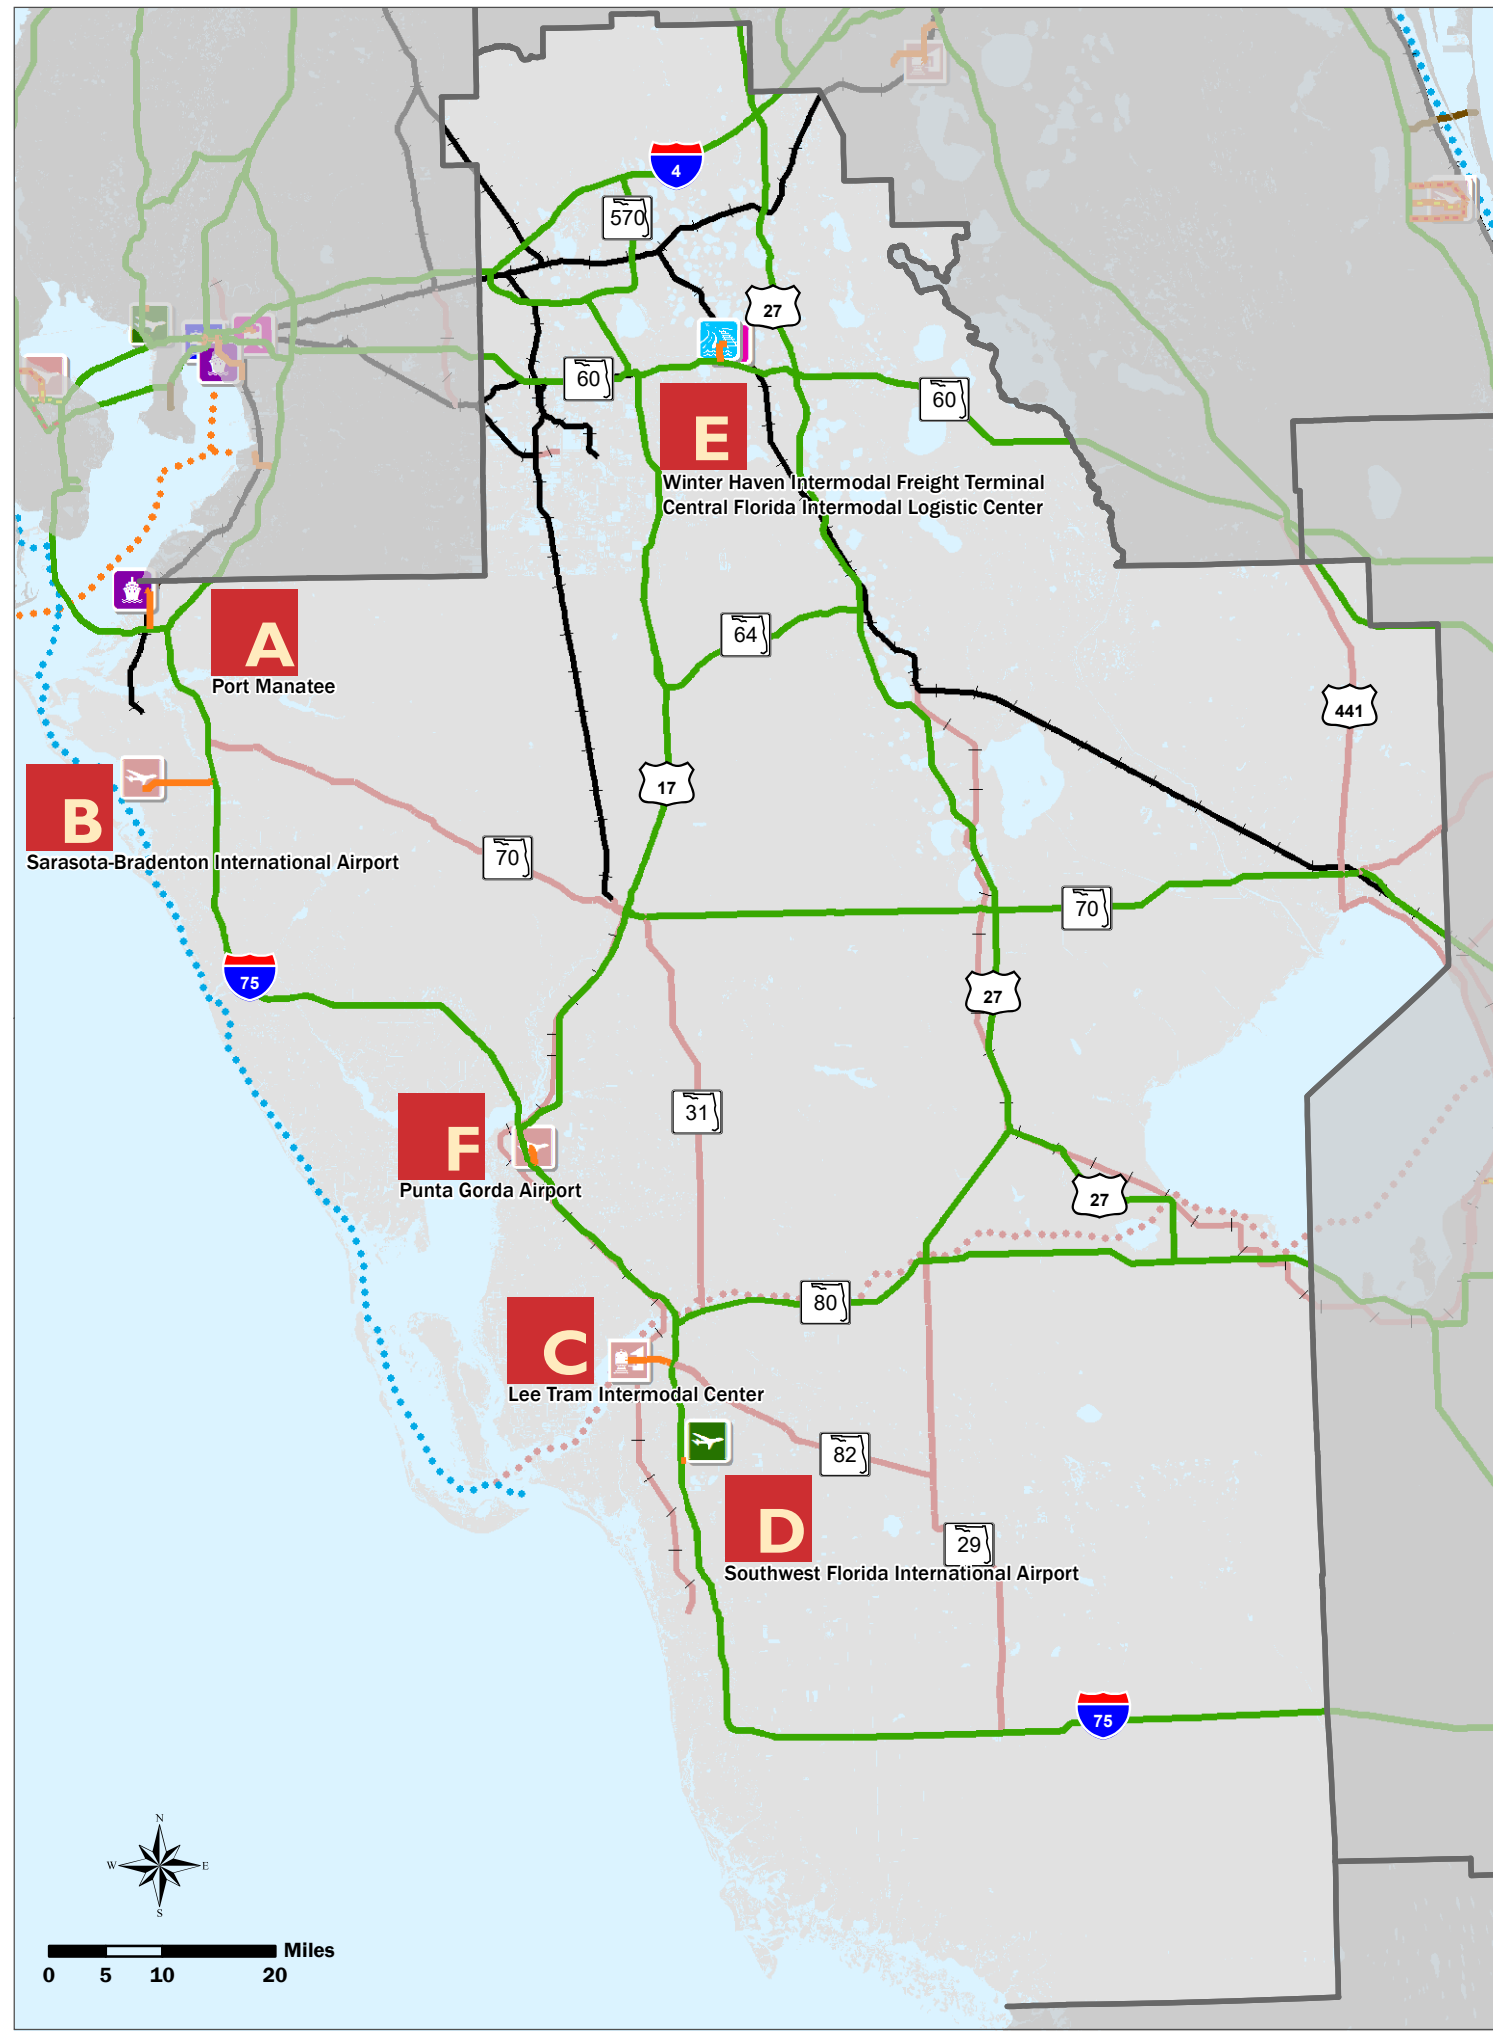 4
570
27
60
60
E
Winter Haven Intermodal Freight Terminal
Central Florida Intermodal Logistic Center
A
Port Manatee
64
441
17
B
Sarasota-Bradenton International Airport
70
70
75
27
F
Punta Gorda Airport
31
27
80
C
Lee Tram Intermodal Center
82
D
Southwest Florida International Airport
29
75
N
W
E
S
Miles
0 5 10 20